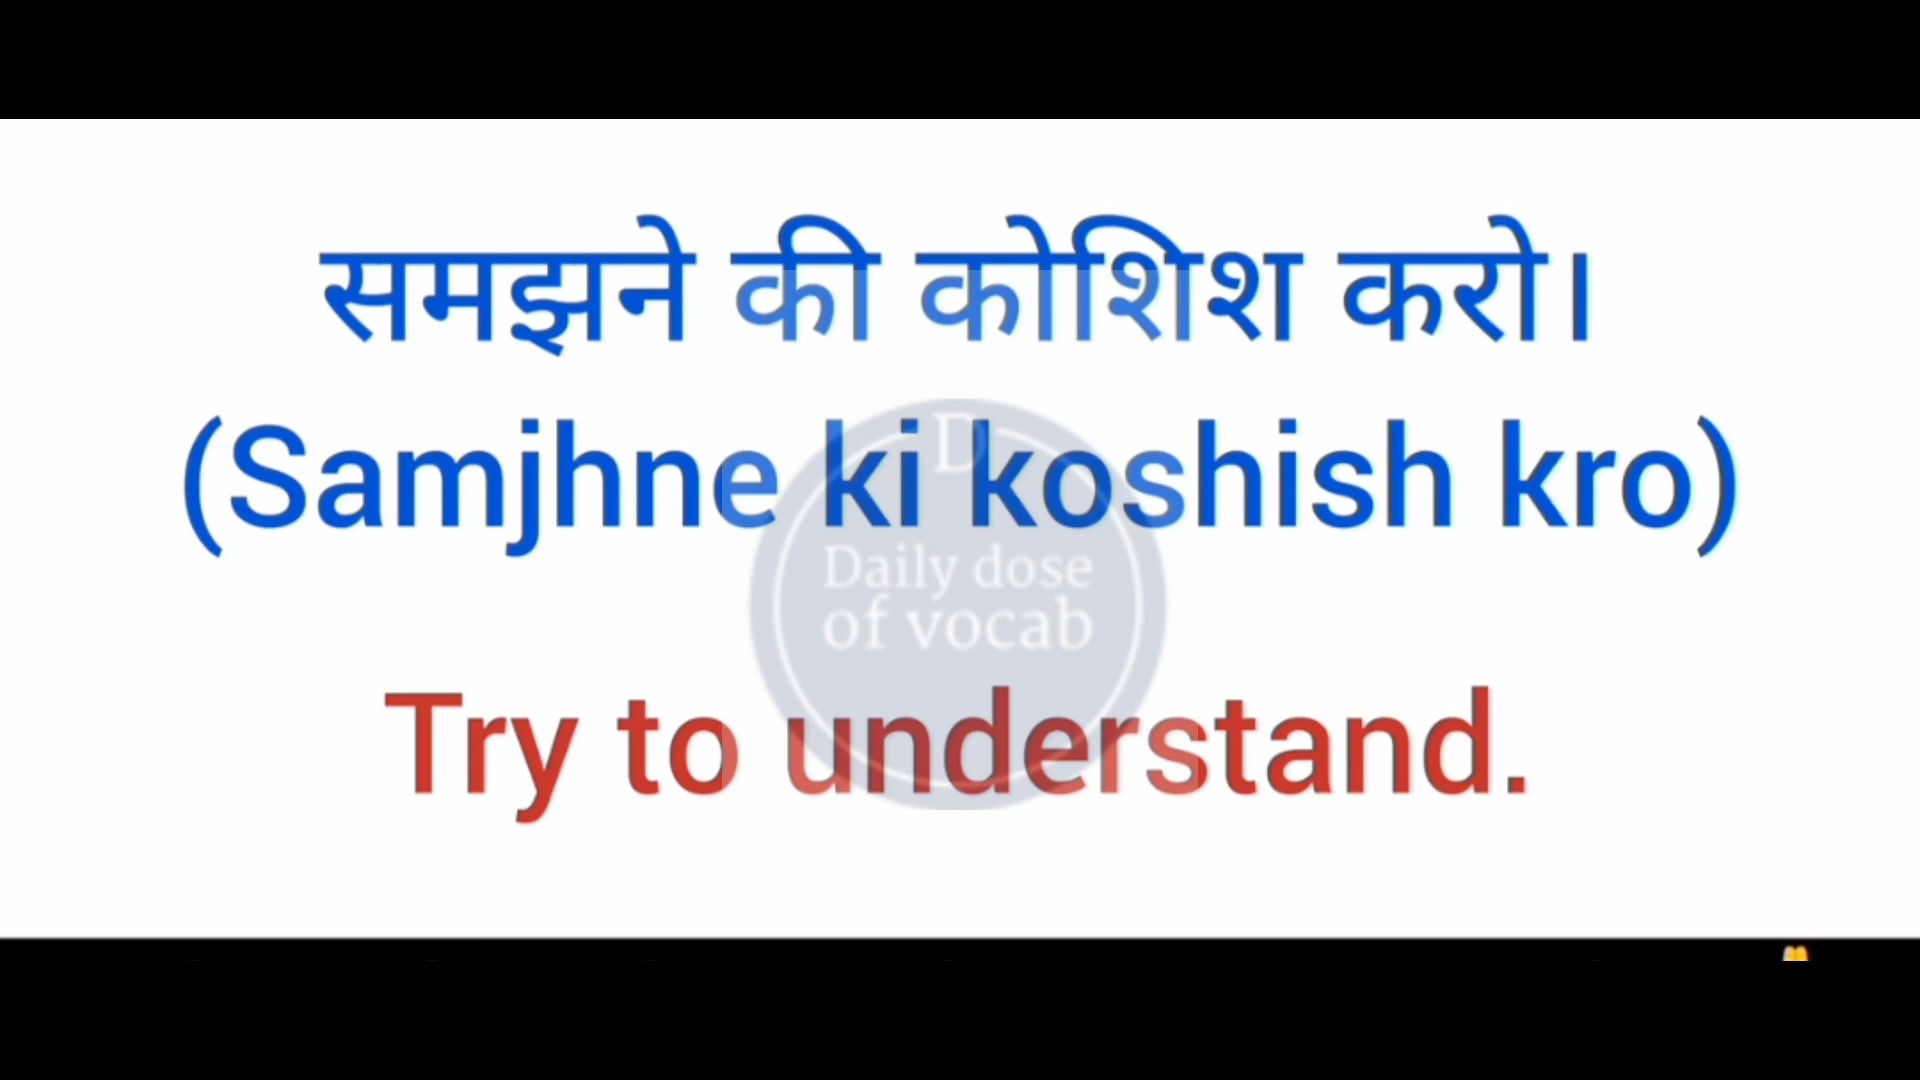 समझने की कोशिश करो।
(Samjhne ki koshish kro)
D
Daily dose
of vocab
Try to understand.